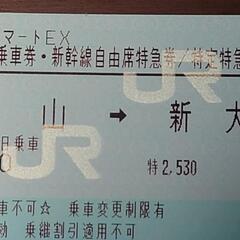 マートEX
乗車券・新幹線自由席特急券/特定特急
山 → 新大
日乗車
特2,530
車不可☆ 乗車変更制限有
効 乗継割引適用不可